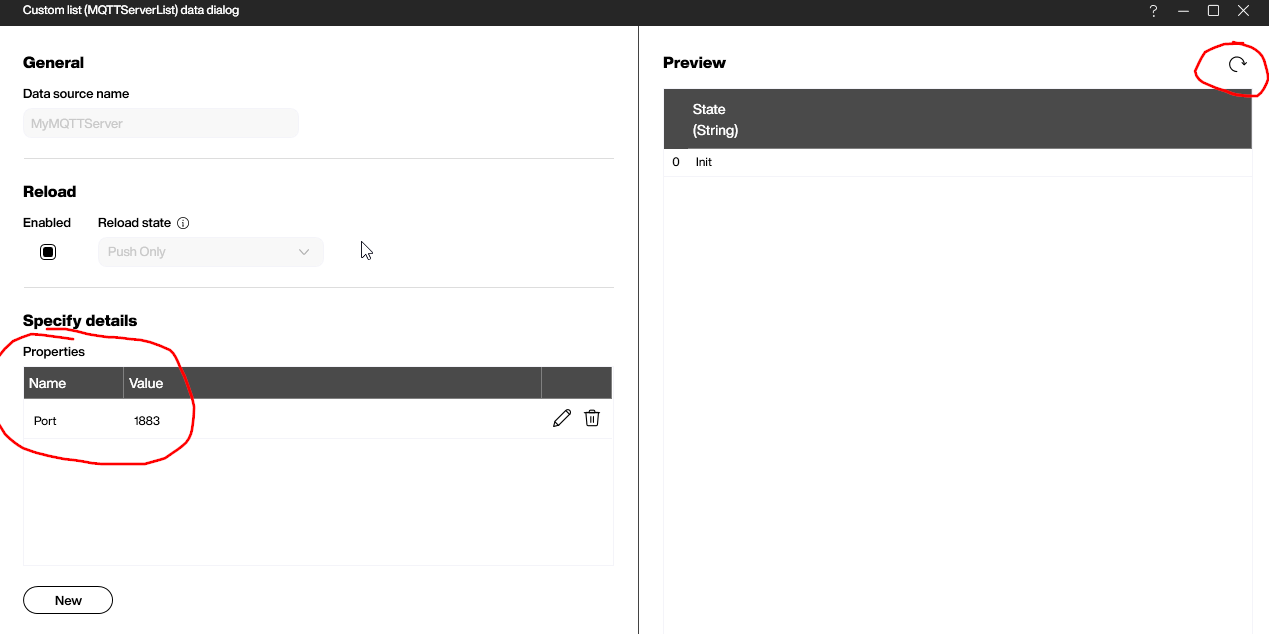 Custom list (MQTTServerList) data dialog
?
General
Data source name
MyMQTTServer
Reload
Enabled
Reload state
Push Only
Specify details
Properties
Name Value
Port 1883
New
Preview
State
(String)
0 Init